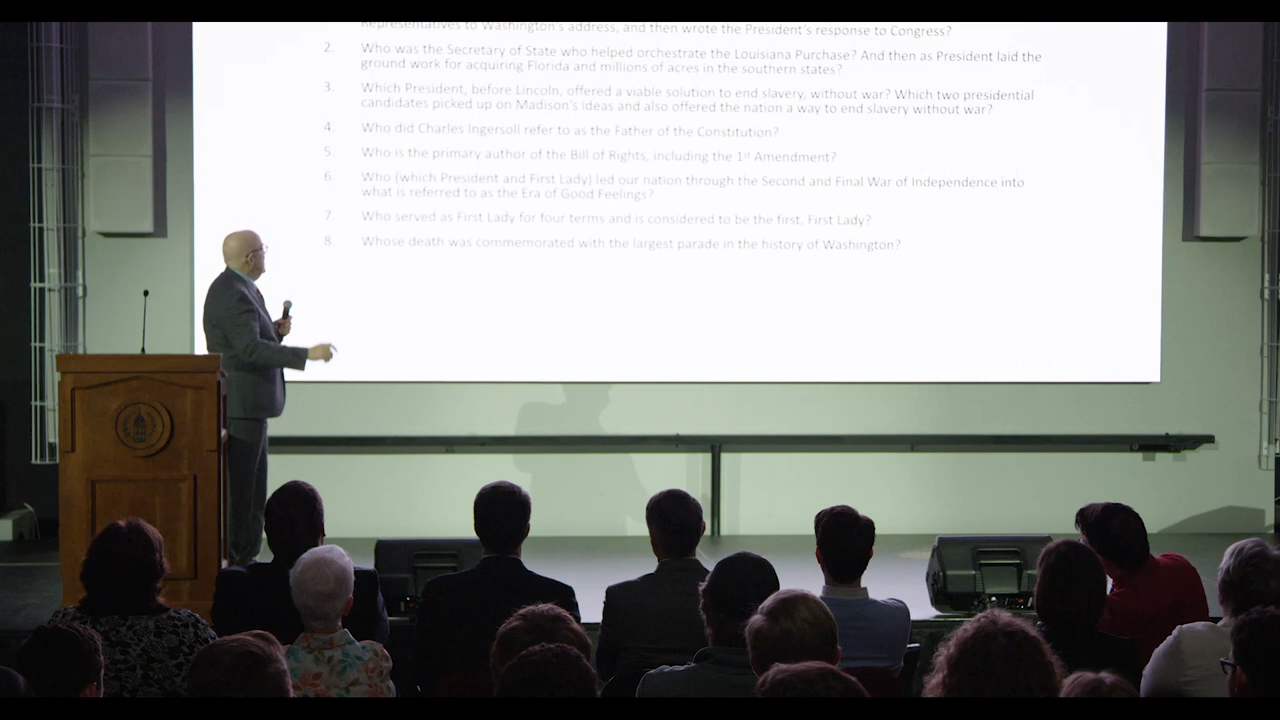 Representatives to Washington's address, and then wrote the President's response to Congress?
2. Who was the Secretary of State who helped orchestrate the Louisiana Purchase? And then as President laid the
ground work for acquiring Florida and millions of acres in the southern states?
3. Which President, before Lincoln, offered a viable solution to end slavery, without war? Which two presidential
candidates picked up on Madison's ideas and also offered the nation a way to end slavery without war?
4. Who did Charles Ingersoll refer to as the Father of the Constitution?
5. Who is the primary author of the Bill of Rights, including the 1st Amendment?
6. Who (which President and First Lady) led our nation through the Second and Final War of Independence into
what is referred to as the Era of Good Feelings?
7. Who served as First Lady for four terms and is considered to be the first, First Lady?
8. Whose death was commemorated with the largest parade in the history of Washington?